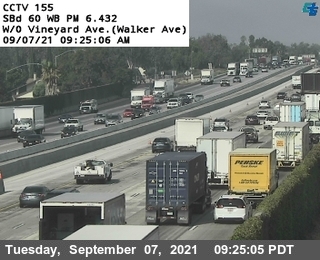 CCTV 155
SBd 60 WB PM 6.432
W/O Vineyard Ave.(Walker Ave)
09/07/21 09:25:06 AM
PENSKE
Tuesday, September 07, 2021 09:25:05 PDT